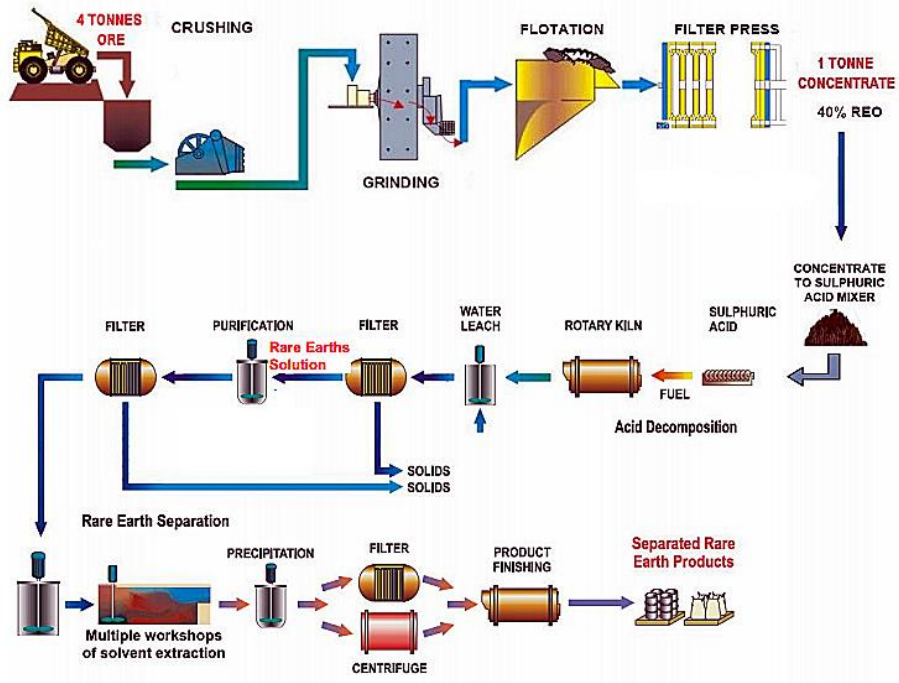 4 TONNES
ORE
CRUSHING
GRINDING
FLOTATION
FILTER PRESS
1 TONNE
CONCENTRATE
40% REO
CONCENTRATE
TO SULPHURIC
ACID MIXER
SULPHURIC
ACID
FUEL
ROTARY KILN
Acid Decomposition
WATER
LEACH
FILTER
Rare Earths
Solution
PURIFICATION
FILTER
SOLIDS
SOLIDS
Rare Earth Separation
Multiple workshops
of solvent extraction
PRECIPITATION
FILTER
CENTRIFUGE
PRODUCT
FINISHING
Separated Rare
Earth Products